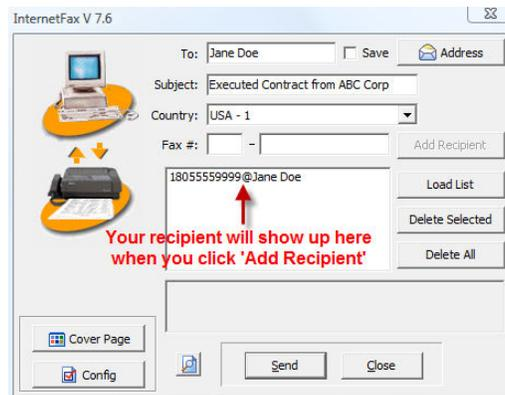 InternetFax V 7.6
To: Jane Doe Save Address
Subject: Executed Contract from ABC Corp
Country: USA - 1
Fax #: - Add Recipient
18055559999@Jane Doe
Load List
Delete Selected
Your recipient will show up here
when you click 'Add Recipient'
Delete All
Cover Page
Config
Send Close